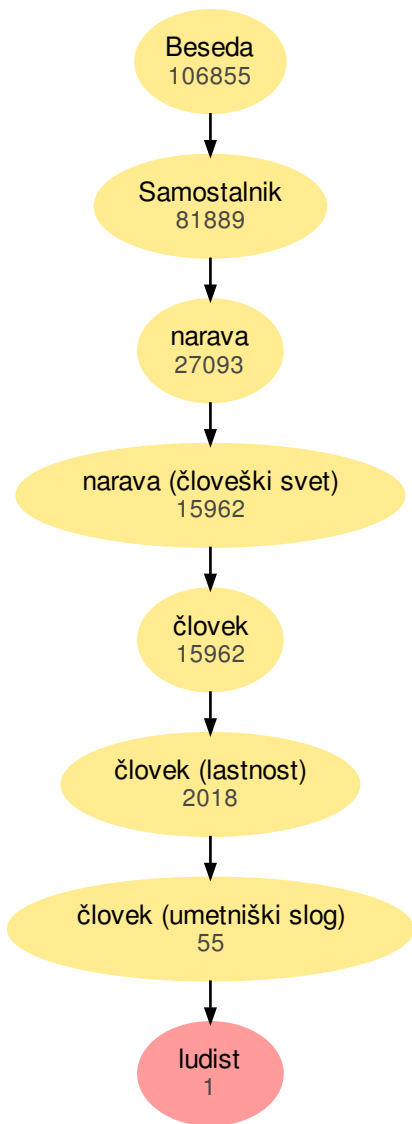 Beseda
106855
Samostalnik
81889
narava
27093
narava (človeški svet)
15962
človek
15962
človek (lastnost)
2018
človek (umetniški slog)
55
ludist
1